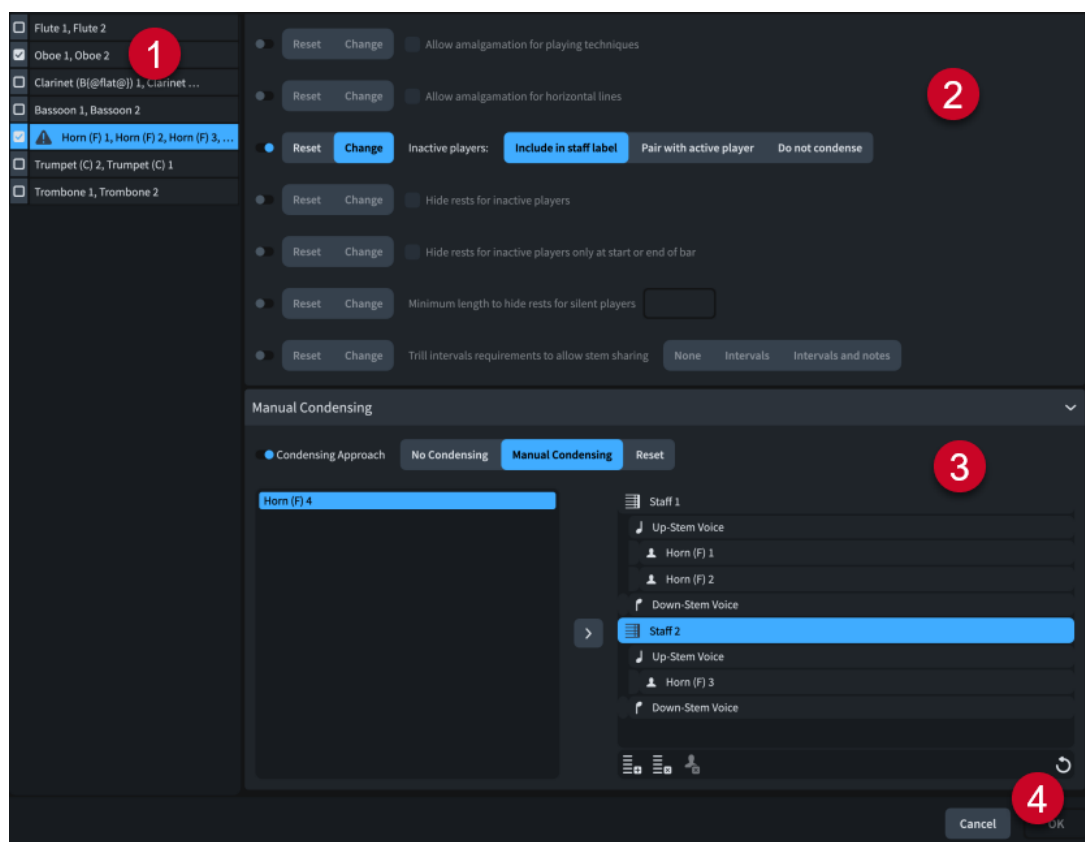 Flute 1, Flute 2
Oboe 1, Oboe 2
1
Clarinet (B{@flat@}) 1, Clarinet ...
Bassoon 1, Bassoon 2
Horn (F) 1, Horn (F) 2, Horn (F) 3, ...
Trumpet (C) 2, Trumpet (C) 1
Trombone 1, Trombone 2
Reset Change Allow amalgamation for playing techniques
2
Reset Change Allow amalgamation for horizontal lines
Reset Change Inactive players: Include in staff label Pair with active player Do not condense
Reset Change Hide rests for inactive players
Reset Change Hide rests for inactive players only at start or end of bar
Reset Change Minimum length to hide rests for silent players
Reset Change Trill intervals requirements to allow stem sharing None Intervals Intervals and notes
Manual Condensing
Condensing Approach No Condensing Manual Condensing Reset
3
Horn (F) 4
Staff 1
Up-Stem Voice
Horn (F) 1
Horn (F) 2
Down-Stem Voice
Staff 2
Up-Stem Voice
Horn (F) 3
Down-Stem Voice
4
Cancel OK